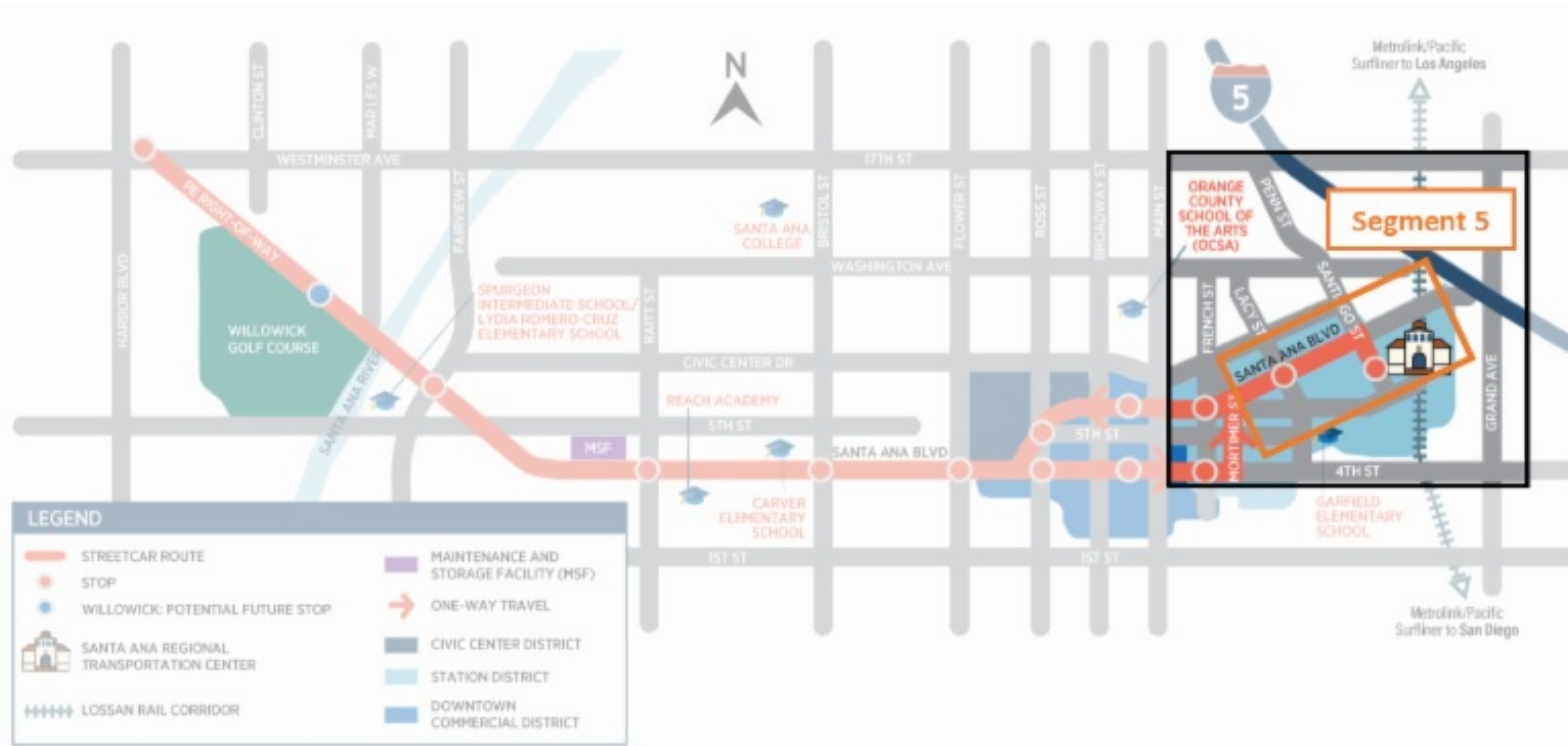 Metrolink/Pacific
Surfliner to Los Angeles
N
5
CLINTON ST
WESTMINSTER AVE
17TH ST
PE RIGHT-OF-WAY
HARBOR BLVD
FAIRVIEW ST
SANTA ANA
COLLEGE
BRISTOL ST
FLOWER ST
ROSS ST
BROADWAY ST
MAIN ST
ORANGE
COUNTY
SCHOOL OF
THE ARTS
(OCSA)
PENN ST
Segment 5
WASHINGTON AVE
SPURGEON
INTERMEDIATE SCHOOL/
LYDIA ROMERO-CRUZ
ELEMENTARY SCHOOL
RAITT ST
FRENCH ST
LACY ST
SANTA ANA BLVD
WILLOWICK
GOLF COURSE
SANTA ANA RIVER
CIVIC CENTER DR
GRAND AVE
REACH ACADEMY
5TH ST
5TH ST
MORTIMER ST
MSF
SANTA ANA BLVD
4TH ST
CARVER
ELEMENTARY
SCHOOL
GARFIELD
ELEMENTARY
SCHOOL
1ST ST
1ST ST
Metrolink/Pacific
Surfliner to San Diego
LEGEND
STREETCAR ROUTE
STOP
WILLOWICK: POTENTIAL FUTURE STOP
SANTA ANA REGIONAL
TRANSPORTATION CENTER
LOSSAN RAIL CORRIDOR
MAINTENANCE AND
STORAGE FACILITY (MSF)
ONE-WAY TRAVEL
CIVIC CENTER DISTRICT
STATION DISTRICT
DOWNTOWN
COMMERCIAL DISTRICT